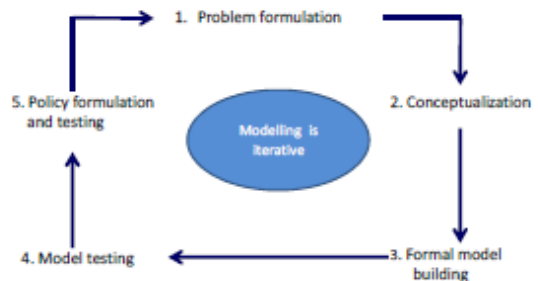 1. Problem formulation
5. Policy formulation
and testing
2. Conceptualization
Modelling is
iterative
4. Model testing
3. Formal model
building